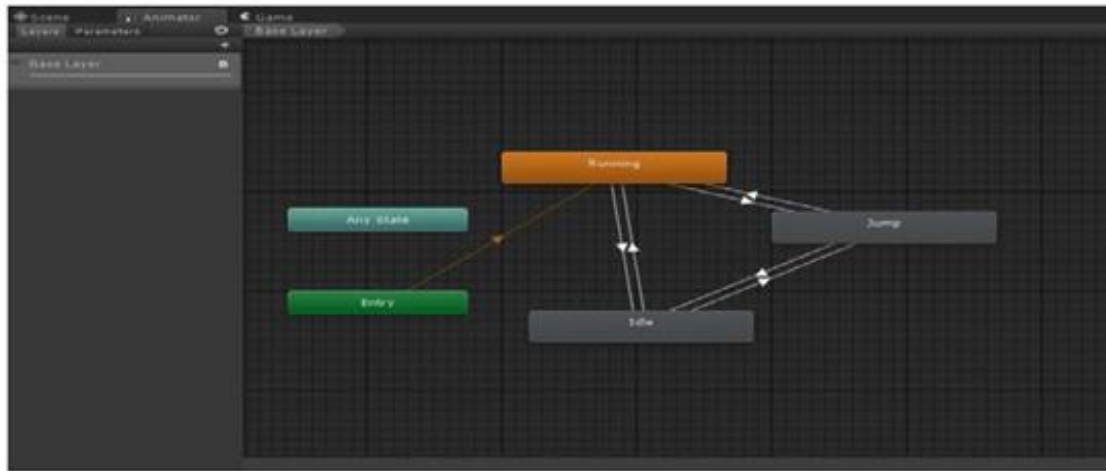 Scene Animator Game
Layers Parameters Base Layer
Base Layer
Running
Any State
Jump
Entry
Idle